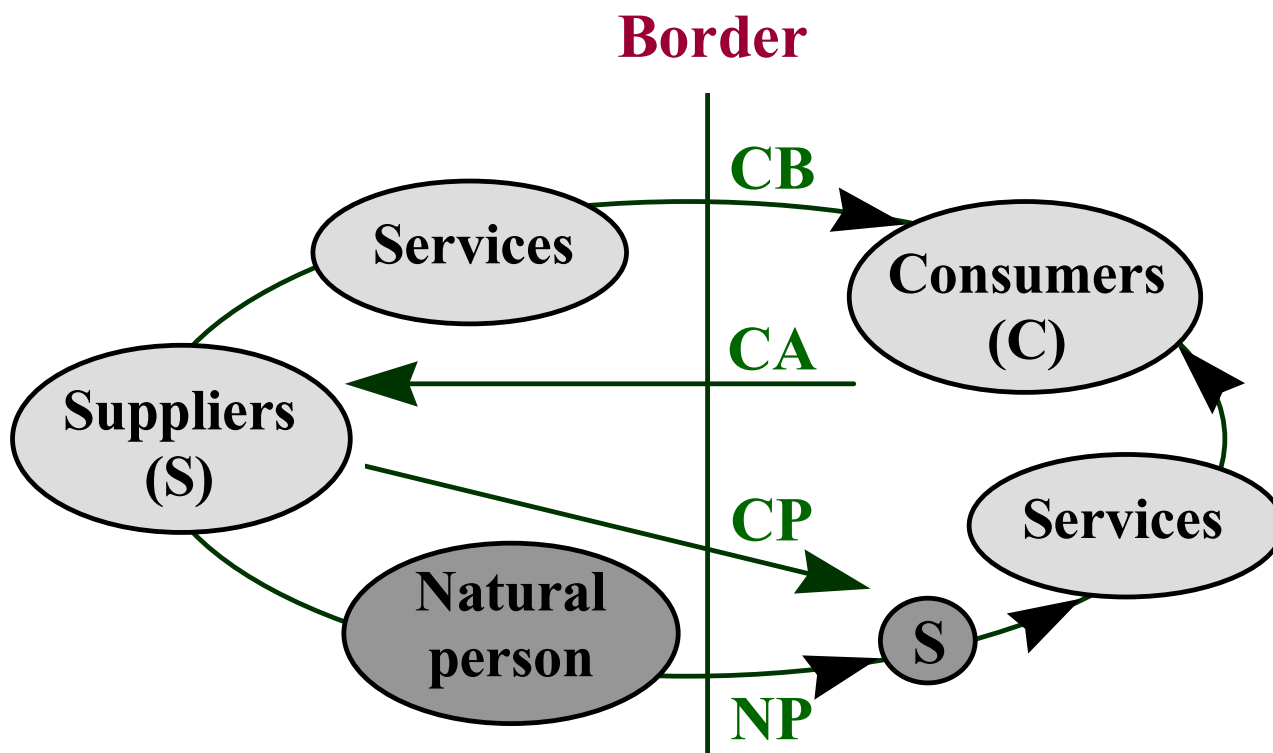 Border
CB
Services
Consumers
(C)
CA
Suppliers
(S)
CP
Services
Natural
person
S
NP